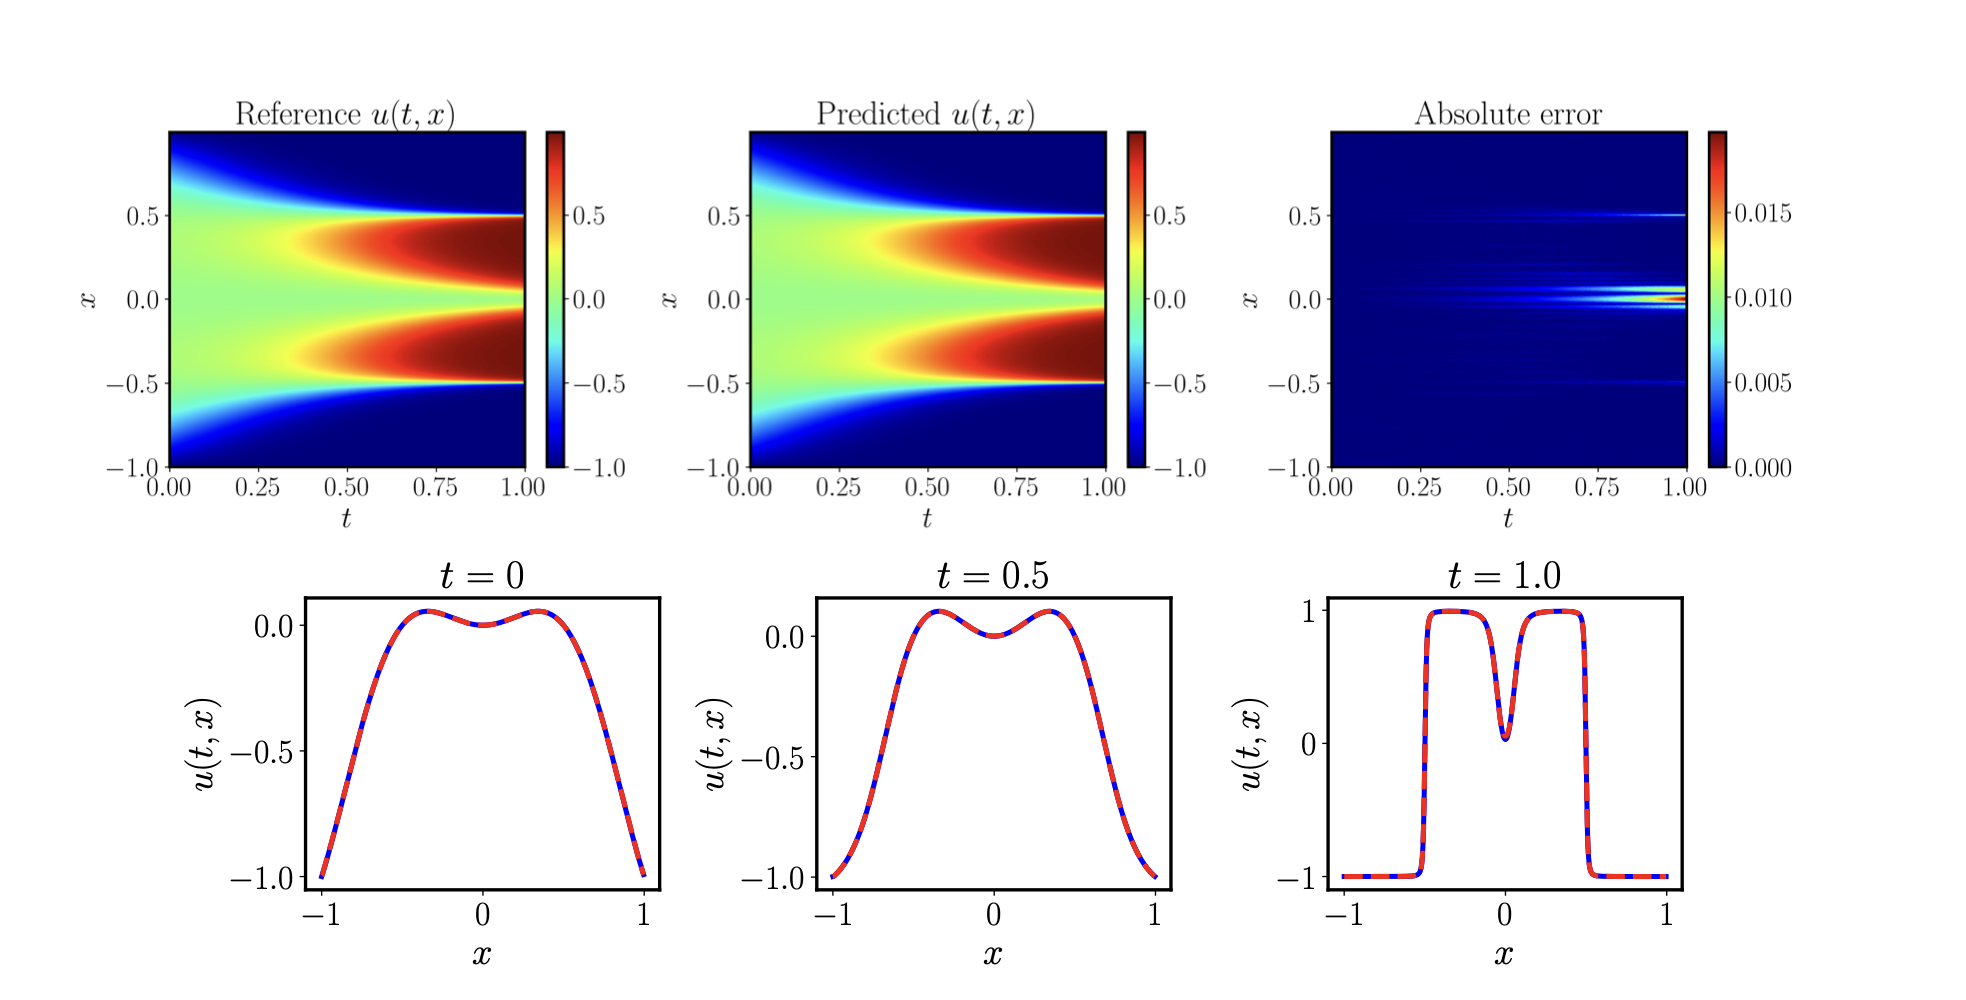 Reference u(t, x) Predicted u(t, x) Absolute error
0.5 0.5 0.5 0.5 0.5 0.015
x 0.0 0.0 x 0.0 0.0 x 0.0 0.010
−0.5 −0.5 −0.5 −0.5 −0.5 0.005
−1.0 −1.0 −1.0 −1.0 −1.0 0.000
0.00 0.25 0.50 0.75 1.00 0.00 0.25 0.50 0.75 1.00 0.00 0.25 0.50 0.75 1.00
t t t
t = 0 t = 0.5 t = 1.0
0.0 0.0 1
u(t, x) −0.5 u(t, x) −0.5 u(t, x) 0
−1.0 −1.0 −1
−1 0 1 −1 0 1 −1 0 1
x x x